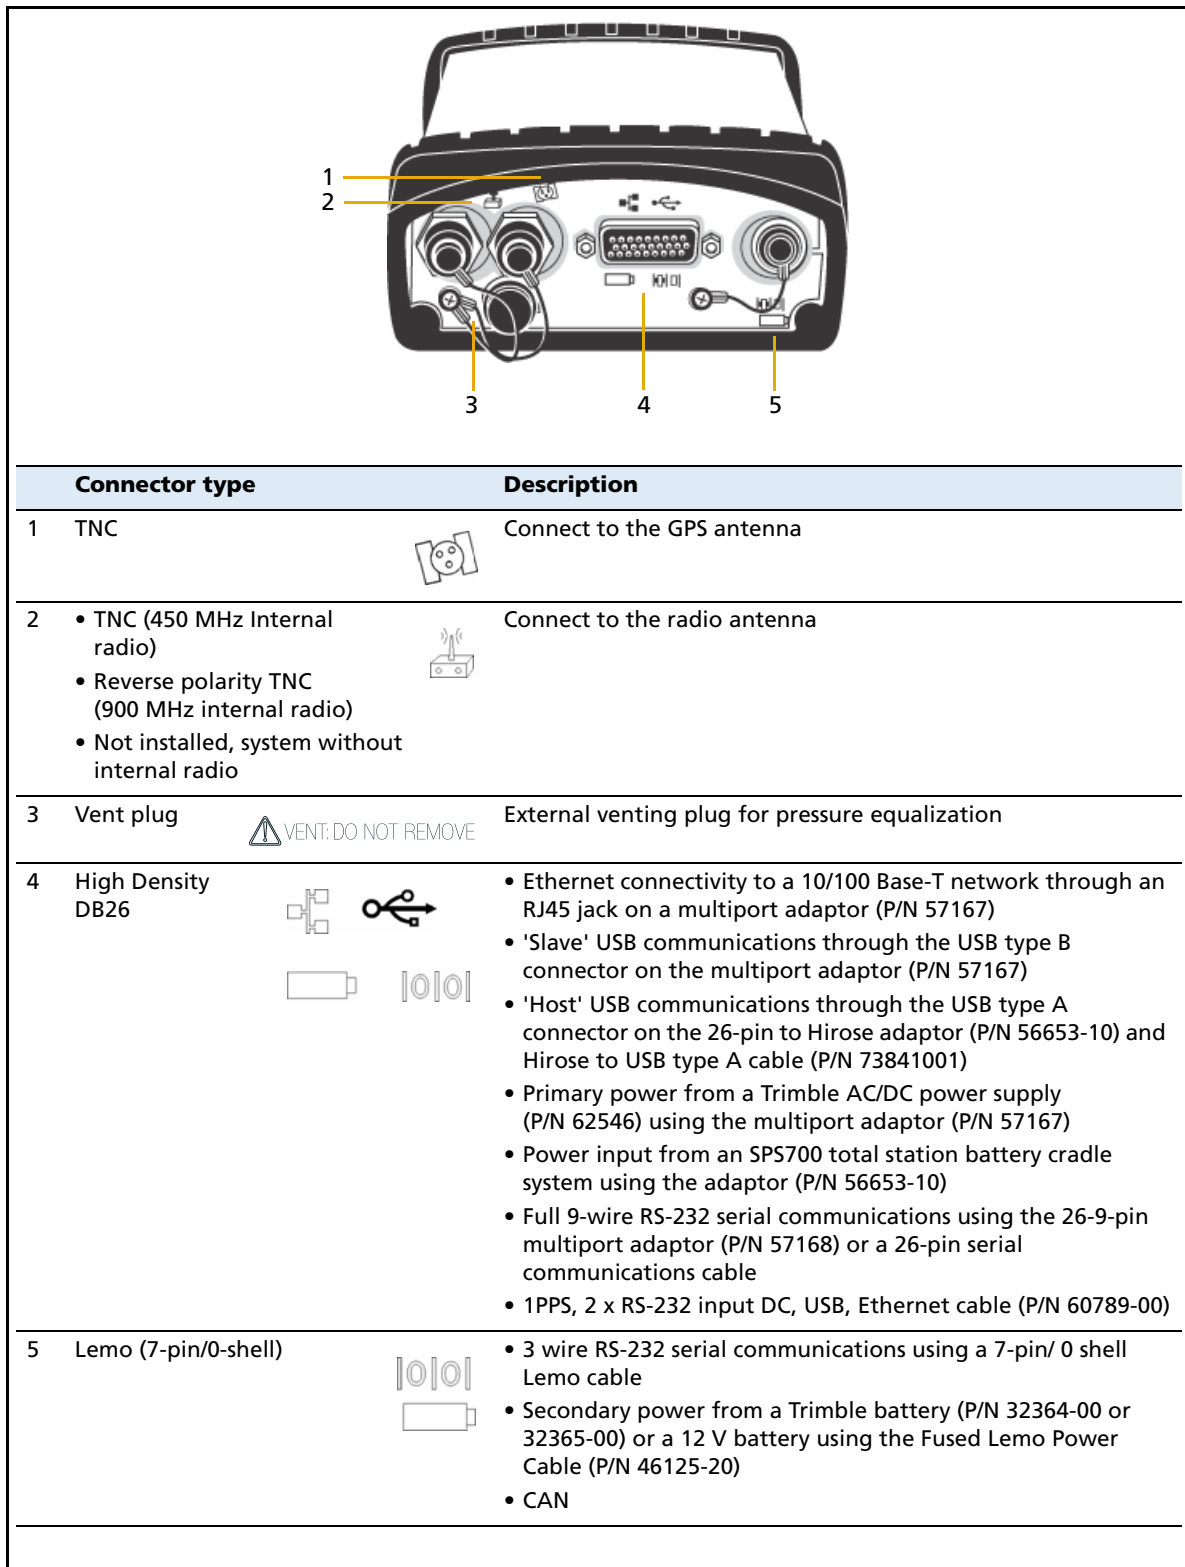 1
2
3
4
5
Connector type Description
1 TNC Connect to the GPS antenna
2 • TNC (450 MHz Internal radio) Connect to the radio antenna
• Reverse polarity TNC
(900 MHz internal radio)
• Not installed, system without
internal radio
3 Vent plug VENT: DO NOT REMOVE External venting plug for pressure equalization
4 High Density
DB26
• Ethernet connectivity to a 10/100 Base-T network through an
RJ45 jack on a multiport adaptor (P/N 57167)
• 'Slave' USB communications through the USB type B
connector on the multiport adaptor (P/N 57167)
• 'Host' USB communications through the USB type A
connector on the 26-pin to Hirose adaptor (P/N 56653-10) and
Hirose to USB type A cable (P/N 73841001)
• Primary power from a Trimble AC/DC power supply
(P/N 62546) using the multiport adaptor (P/N 57167)
• Power input from an SPS700 total station battery cradle
system using the adaptor (P/N 56653-10)
• Full 9-wire RS-232 serial communications using the 26-9-pin
multiport adaptor (P/N 57168) or a 26-pin serial
communications cable
• 1PPS, 2 x RS-232 input DC, USB, Ethernet cable (P/N 60789-00)
5 Lemo (7-pin/0-shell)
• 3 wire RS-232 serial communications using a 7-pin/ 0 shell
Lemo cable
• Secondary power from a Trimble battery (P/N 32364-00 or
32365-00) or a 12 V battery using the Fused Lemo Power
Cable (P/N 46125-20)
• CAN